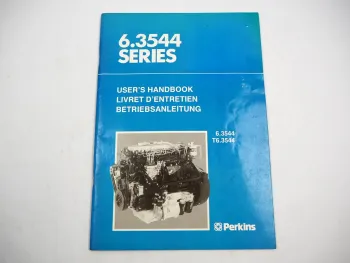 6.3544
SERIES
USER'S HANDBOOK
LIVRET D'ENTRETIEN
BETRIEBSANLEITUNG
6.3544
T6.3544
Perkins